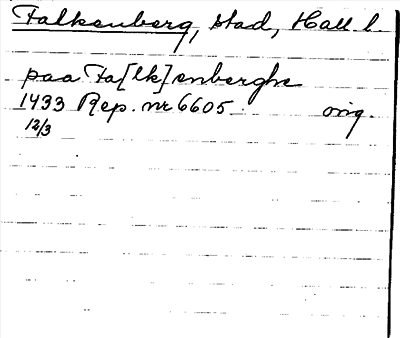 Falkenberg, stad, Hall l.
paa Fa[lk]enberghe
1433 Rep. nr 6605 orig.
12/3